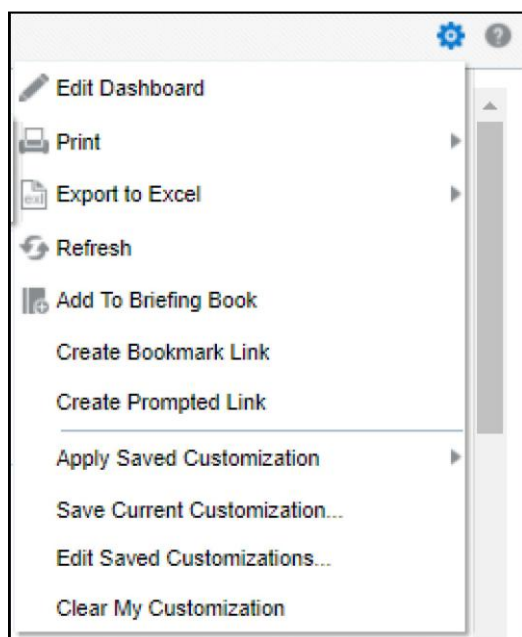 Edit Dashboard
Print
Export to Excel
Refresh
Add To Briefing Book
Create Bookmark Link
Create Prompted Link
Apply Saved Customization
Save Current Customization...
Edit Saved Customizations...
Clear My Customization